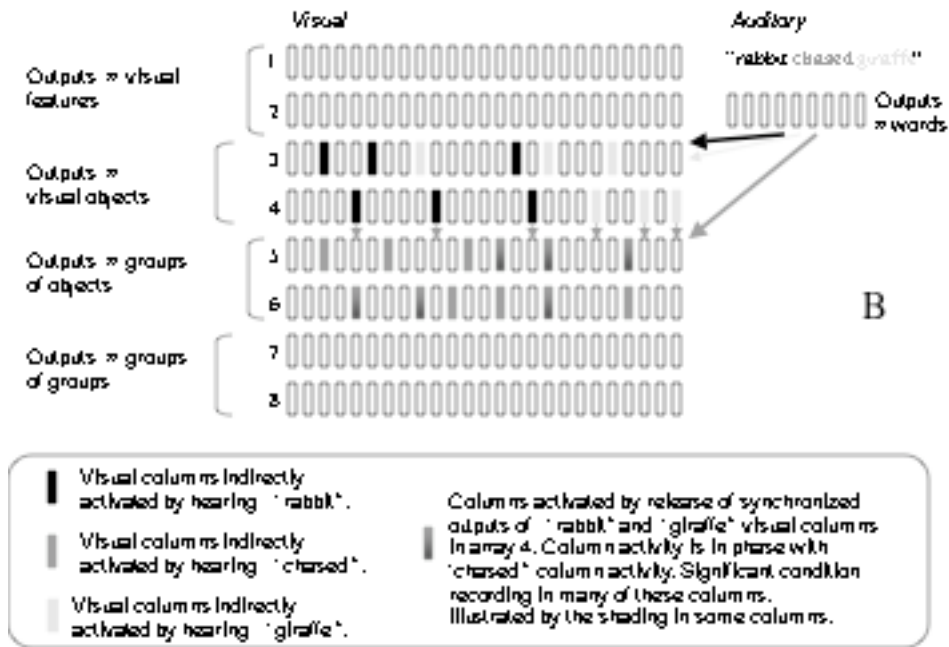 Visual
Auditory
"rabbit chased giraffe"
Outputs » visual
features
1
2
Outputs
» words
Outputs »
visual objects
3
4
Outputs » groups
of objects
5
6
B
Outputs » groups
of groups
7
8
Visual columns indirectly
activated by hearing "rabbit".
Visual columns indirectly
activated by hearing "chased".
Visual columns indirectly
activated by hearing "giraffe".
Columns activated by release of synchronized
outputs of "rabbit" and "giraffe" visual columns
in array 4. Column activity is in phase with
"chased" column activity. Significant condition
recording in many of these columns.
Illustrated by the shading in some columns.